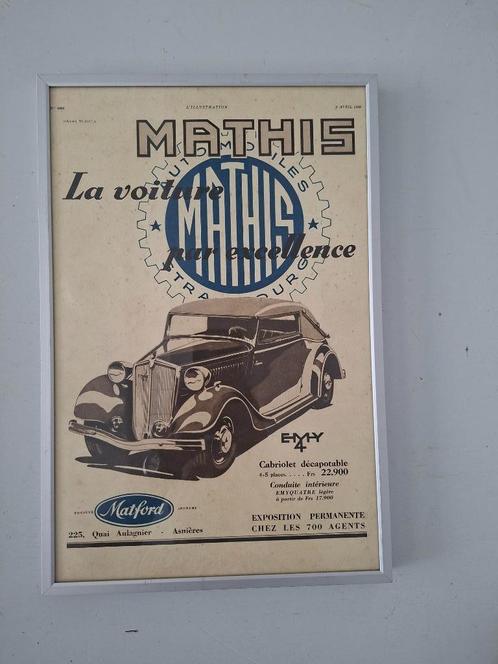 L'ILLUSTRATION
MATHIS
AUTOMOBILES
MATHIS
STRASBOURG
La voiture
par excellence
EMY
4
Cabriolet décapotable
4-5 places..... Frs 22.900
Conduite intérieure
EMYQUATRE légère
à partir de Frs 17.900
SOCIÉTÉ Matford ANONYME
225, Quai Aulagnier - Asnières
EXPOSITION PERMANENTE
CHEZ LES 700 AGENTS